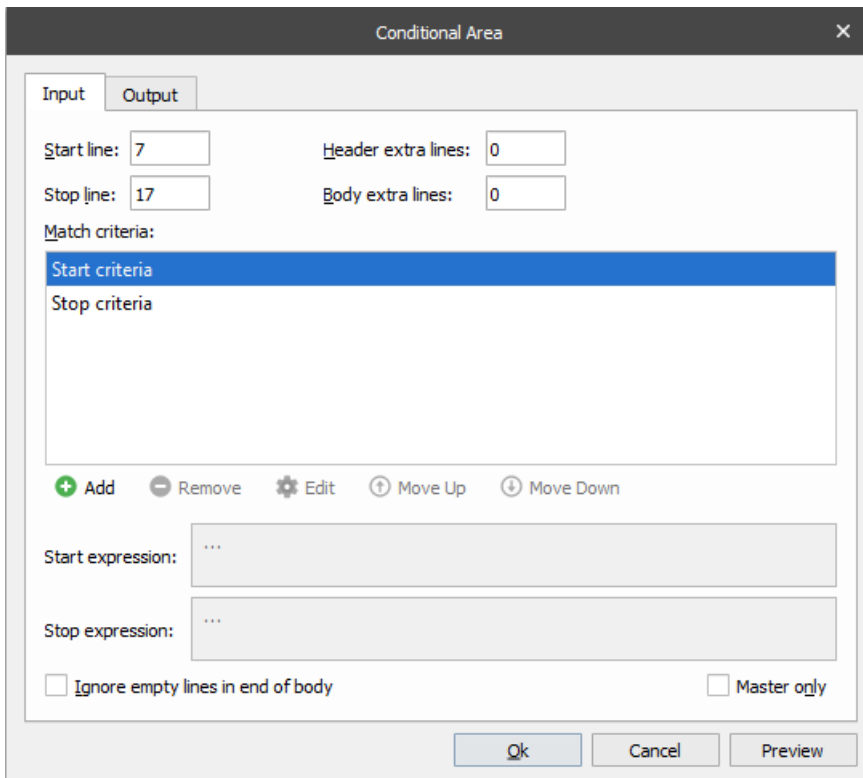 Conditional Area
Input Output
Start line: 7 Header extra lines: 0
Stop line: 17 Body extra lines: 0
Match criteria:
Start criteria
Stop criteria
Add Remove Edit Move Up Move Down
Start expression: ...
Stop expression: ...
Ignore empty lines in end of body Master only
Ok Cancel Preview